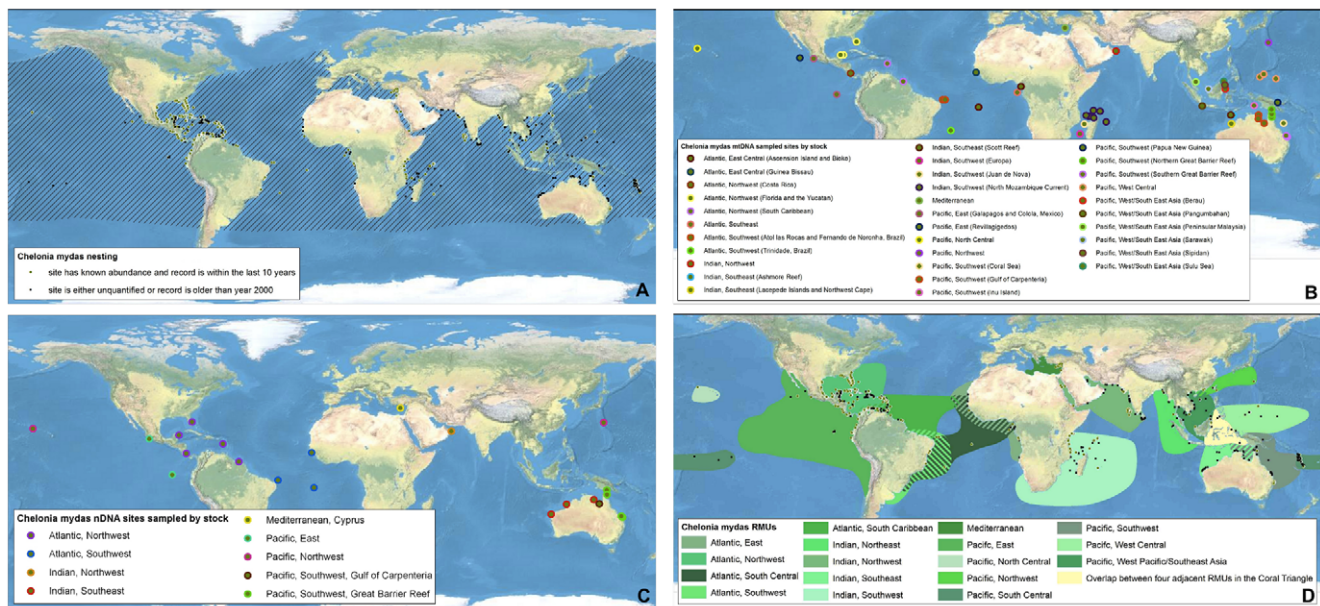 Chelonia mydas nesting
site has known abundance and record is within the last 10 years
site is either unquantified or record is older than year 2000
A
B
Chelonia mydas mtDNA sampled sites by stock
Atlantic, East Central (Ascension Island and Bioko)
Atlantic, East Central (Guinea Bissau)
Atlantic, Northwest (Costa Rica)
Atlantic, Northwest (Florida and the Yucatan)
Atlantic, Northwest (South Caribbean)
Atlantic, Southeast
Atlantic, Southwest (Atol las Rocas and Fernando de Noronha, Brazil)
Atlantic, Southwest (Trinidade, Brazil)
Indian, Northwest
Indian, Southeast (Ashmore Reef)
Indian, Southeast (Lacepede Islands and Northwest Cape)
Indian, Southeast (Scott Reef)
Indian, Southwest (Europa)
Indian, Southwest (Juan de Nova)
Indian, Southwest (North Mozambique Current)
Mediterranean
Pacific, East (Galapagos and Colola, Mexico)
Pacific, East (Revillagigedos)
Pacific, North Central
Pacific, Northwest
Pacific, Southwest (Coral Sea)
Pacific, Southwest (Gulf of Carpenteria)
Pacific, Southwest (Inu Island)
Pacific, Southwest (Papua New Guinea)
Pacific, Southwest (Northern Great Barrier Reef)
Pacific, Southwest (Southern Great Barrier Reef)
Pacific, West Central
Pacific, West/South East Asia (Berau)
Pacific, West/South East Asia (Pangumbahan)
Pacific, West/South East Asia (Peninsular Malaysia)
Pacific, West/South East Asia (Sarawak)
Pacific, West/South East Asia (Sipidan)
Pacific, West/South East Asia (Sulu Sea)
Chelonia mydas nDNA sites sampled by stock
Atlantic, Northwest
Atlantic, Southwest
Indian, Northwest
Indian, Southeast
Mediterranean, Cyprus
Pacific, East
Pacific, Northwest
Pacific, Southwest, Gulf of Carpenteria
Pacific, Southwest, Great Barrier Reef
C
Chelonia mydas RMUs
Atlantic, East
Atlantic, Northwest
Atlantic, South Central
Atlantic, Southwest
Atlantic, South Caribbean
Indian, Northeast
Indian, Northwest
Indian, Southeast
Indian, Southwest
Mediterranean
Pacific, East
Pacific, North Central
Pacific, Northwest
Pacific, South Central
Pacific, Southwest
Pacific, West Central
Pacific, West Pacific/Southeast Asia
Overlap between four adjacent RMUs in the Coral Triangle
D